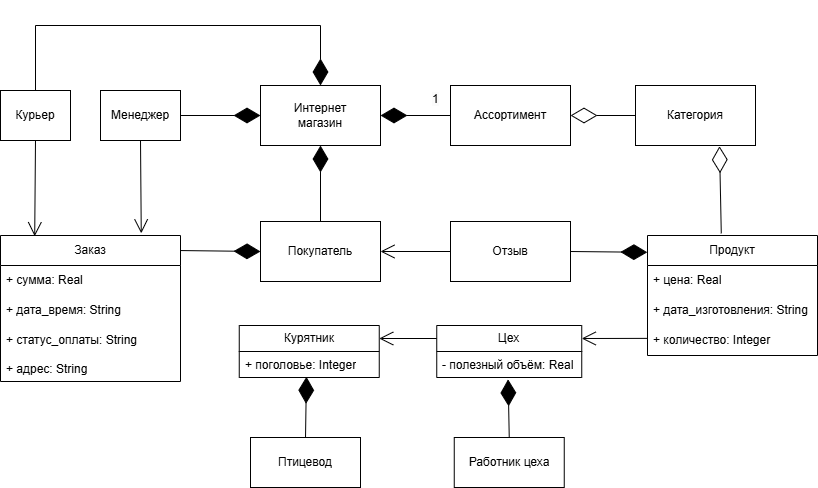 1
Курьер
Менеджер
Интернет
магазин
Ассортимент
Категория
Заказ
+ сумма: Real
+ дата_время: String
+ статус_оплаты: String
+ адрес: String
Покупатель
Отзыв
Продукт
+ цена: Real
+ дата_изготовления: String
+ количество: Integer
Курятник
+ поголовье: Integer
Цех
- полезный объём: Real
Птицевод
Работник цеха